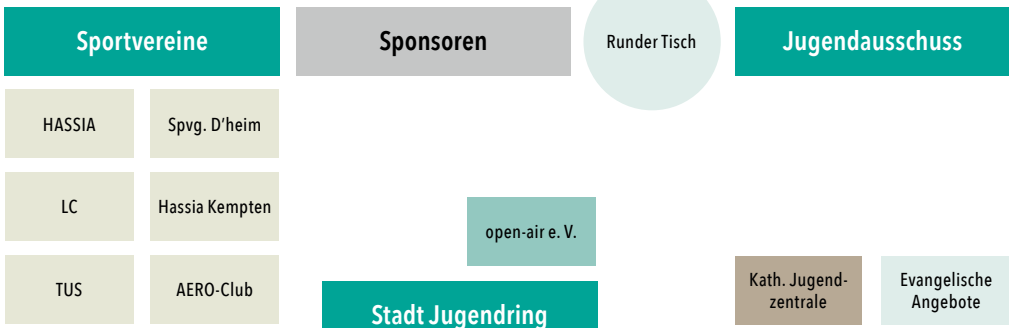 Sportvereine
Sponsoren
Runder Tisch
Jugendausschuss
HASSIA
Spvg. D'heim
LC
Hassia Kempten
open-air e. V.
TUS
AERO-Club
Stadt Jugendring
Kath. Jugend-
zentrale
Evangelische
Angebote